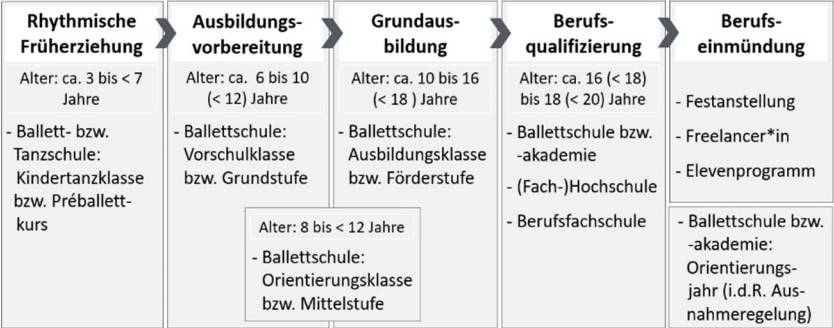 Rhythmische
Früherziehung
Alter: ca. 3 bis < 7
Jahre
- Ballett- bzw.
Tanzschule:
Kindertanzklasse
bzw. Préballett-
kurs
Ausbildungs-
vorbereitung
Alter: ca. 6 bis 10
(< 12) Jahre
- Ballettschule:
Vorschulklasse
bzw. Grundstufe
Grundaus-
bildung
Alter: ca. 10 bis 16
(< 18 ) Jahre
- Ballettschule:
Ausbildungsklasse
bzw. Förderstufe
Alter: 8 bis < 12 Jahre
- Ballettschule:
Orientierungsklasse
bzw. Mittelstufe
Berufs-
qualifizierung
Alter: ca. 16 (< 18)
bis 18 (< 20) Jahre
- Ballettschule bzw.
-akademie
- (Fach-)Hochschule
- Berufsfachschule
Berufs-
einmündung
- Festanstellung
- Freelancer*in
- Elevenprogramm
- Ballettschule bzw.
-akademie:
Orientierungs-
jahr (i.d.R. Aus-
nahmeregelung)